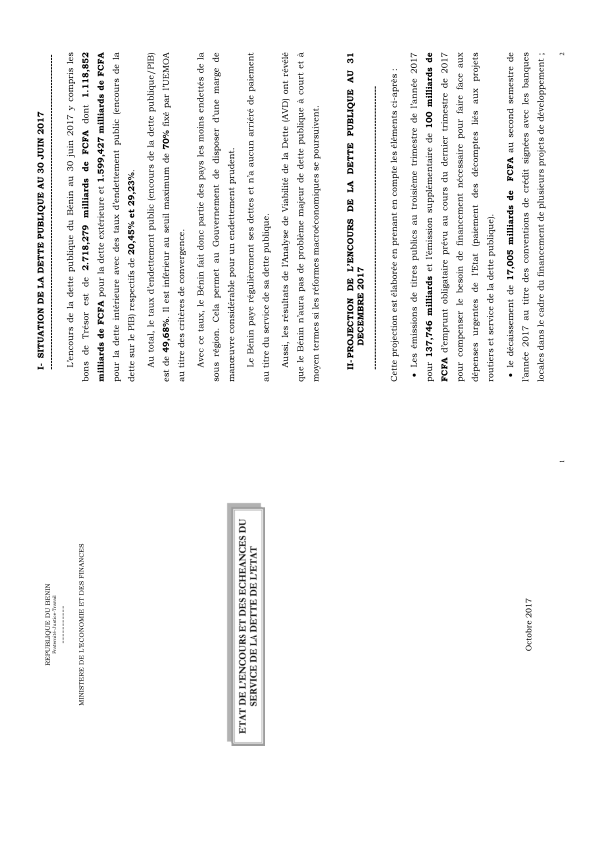 REPUBLIQUE DU BENIN
Fraternité-Justice-Travail
------------
MINISTERE DE L'ECONOMIE ET DES FINANCES
ETAT DE L'ENCOURS ET DES ECHEANCES DU
SERVICE DE LA DETTE DE L'ETAT
Octobre 2017
1
I- SITUATION DE LA DETTE PUBLIQUE AU 30 JUIN 2017
L'encours de la dette publique du Bénin au 30 juin 2017 y compris les
bons de Trésor est de 2.718,279 milliards de FCFA dont 1.118,852
milliards de FCFA pour la dette extérieure et 1.599,427 milliards de FCFA
pour la dette intérieure avec des taux d'endettement public (encours de la
dette sur le PIB) respectifs de 20,45% et 29,23%.
Au total, le taux d'endettement public (encours de la dette publique/PIB)
est de 49,68%. Il est inférieur au seuil maximum de 70% fixé par l'UEMOA
au titre des critères de convergence.
Avec ce taux, le Bénin fait donc partie des pays les moins endettés de la
sous région. Cela permet au Gouvernement de disposer d'une marge de
manœuvre considérable pour un endettement prudent.
Le Bénin paye régulièrement ses dettes et n'a aucun arriéré de paiement
au titre du service de sa dette publique.
Aussi, les résultats de l'Analyse de Viabilité de la Dette (AVD) ont révélé
que le Bénin n'aura pas de problème majeur de dette publique à court et à
moyen termes si les réformes macroéconomiques se poursuivent.
II- PROJECTION DE L'ENCOURS DE LA DETTE PUBLIQUE AU 31
DECEMBRE 2017
Cette projection est élaborée en prenant en compte les éléments ci-après :
• Les émissions de titres publics au troisième trimestre de l'année 2017
pour 137,746 milliards et l'émission supplémentaire de 100 milliards de
FCFA d'emprunt obligataire prévu au cours du dernier trimestre de 2017
pour compenser le besoin de financement nécessaire pour faire face aux
dépenses urgentes de l'Etat (paiement des décomptes liés aux projets
routiers et service de la dette publique).
• le décaissement de 17,005 milliards de FCFA au second semestre de
l'année 2017 au titre des conventions de crédit signées avec les banques
locales dans le cadre du financement de plusieurs projets de développement ;
2